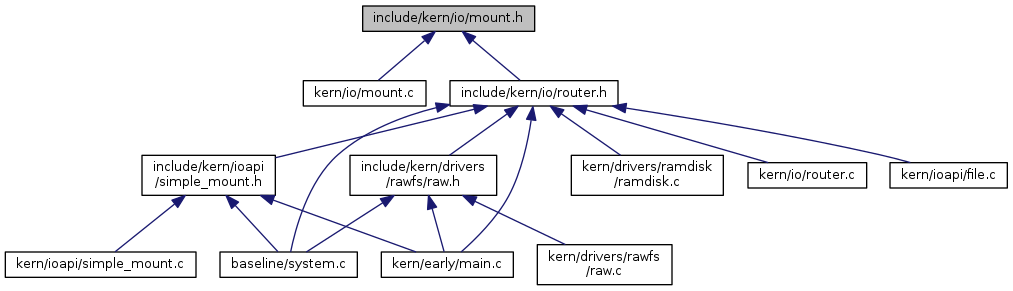 include/kern/io/mount.h
kern/io/mount.c
include/kern/io/router.h
include/kern/ioapi
/simple_mount.h
include/kern/drivers
/rawfs/raw.h
kern/drivers/ramdisk
/ramdisk.c
kern/io/router.c
kern/ioapi/file.c
kern/ioapi/simple_mount.c
baseline/system.c
kern/early/main.c
kern/drivers/rawfs
/raw.c